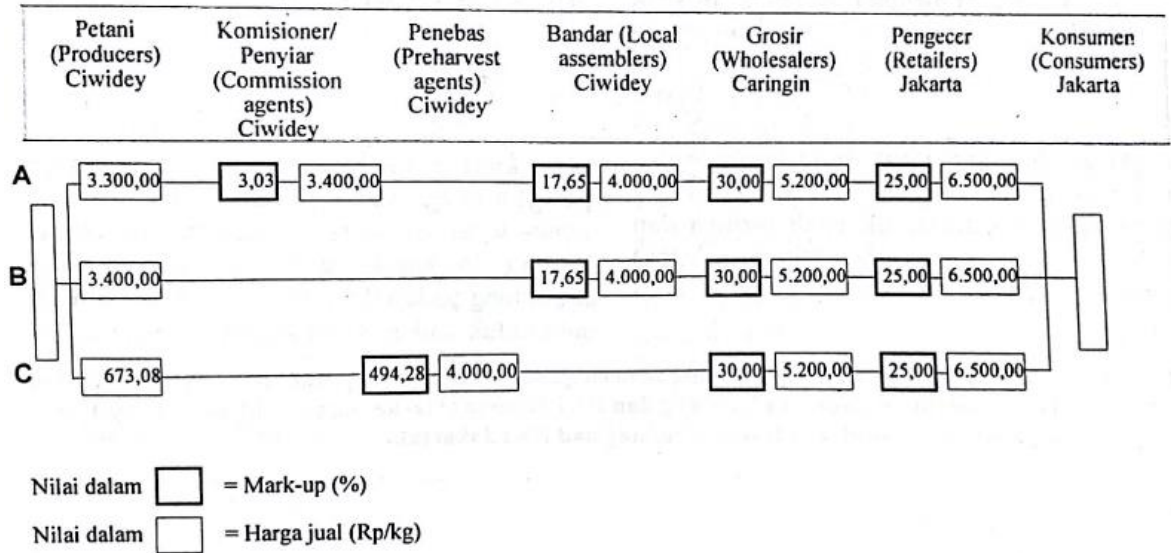 Petani
(Producers)
Ciwidey
Komisioner/
Penyiar
(Commission
agents)
Ciwidey
Penebas
(Preharvest
agents)
Ciwidey
Bandar (Local
assemblers)
Ciwidey
Grosir
(Wholesalers)
Caringin
Pengecer
(Retailers)
Jakarta
Konsumen
(Consumers)
Jakarta
A 3.300,00 3,03 3.400,00 17,65 4.000,00 30,00 5.200,00 25,00 6.500,00
B 3.400,00 17,65 4.000,00 30,00 5.200,00 25,00 6.500,00
C 673,08 494,28 4.000,00 30,00 5.200,00 25,00 6.500,00
Nilai dalam = Mark-up (%)
Nilai dalam = Harga jual (Rp/kg)